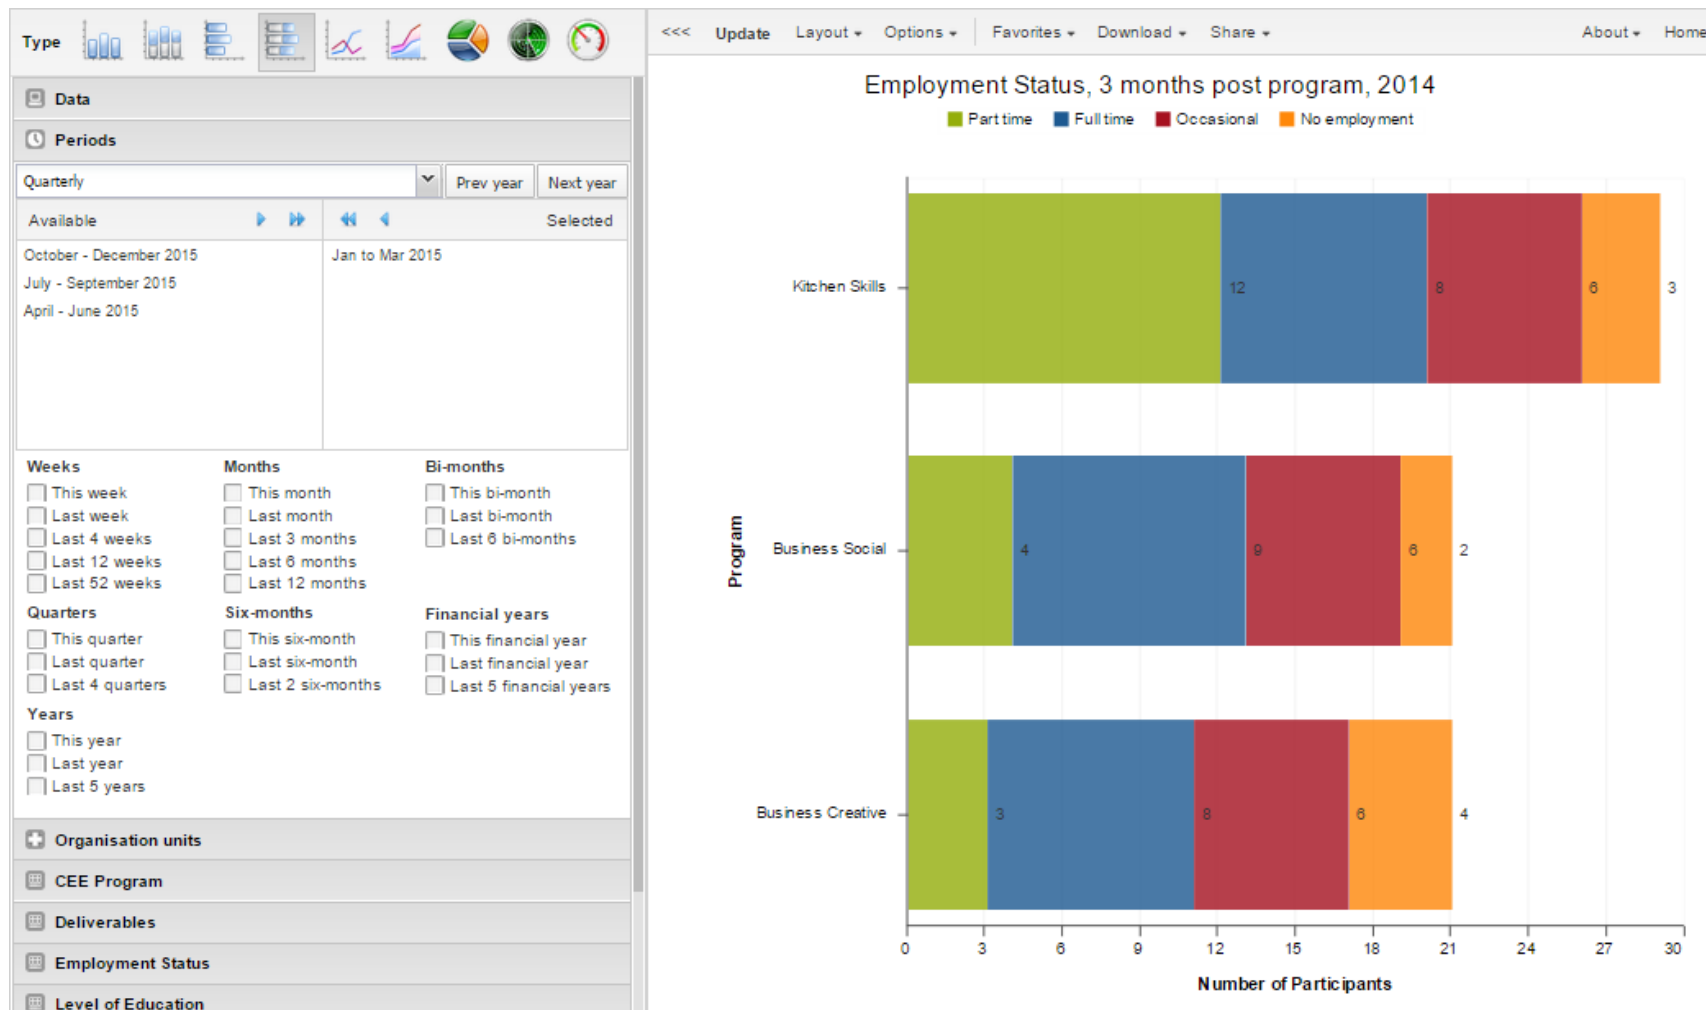 Type
Data
Periods
Quarterly
Prev year
Next year
Available
Selected
October - December 2015
July - September 2015
April - June 2015
Jan to Mar 2015
Weeks
This week
Last week
Last 4 weeks
Last 12 weeks
Last 52 weeks
Months
This month
Last month
Last 3 months
Last 6 months
Last 12 months
Bi-months
This bi-month
Last bi-month
Last 6 bi-months
Quarters
This quarter
Last quarter
Last 4 quarters
Six-months
This six-month
Last six-month
Last 2 six-months
Financial years
This financial year
Last financial year
Last 5 financial years
Years
This year
Last year
Last 5 years
Organisation units
CEE Program
Deliverables
Employment Status
Level of Education
<<< Update Layout Options Favorites Download Share About Home
Employment Status, 3 months post program, 2014
Part time Full time Occasional No employment
Program
Kitchen Skills 12 8 6 3
Business Social 4 9 6 2
Business Creative 3 8 6 4
0 3 6 9 12 15 18 21 24 27 30
Number of Participants